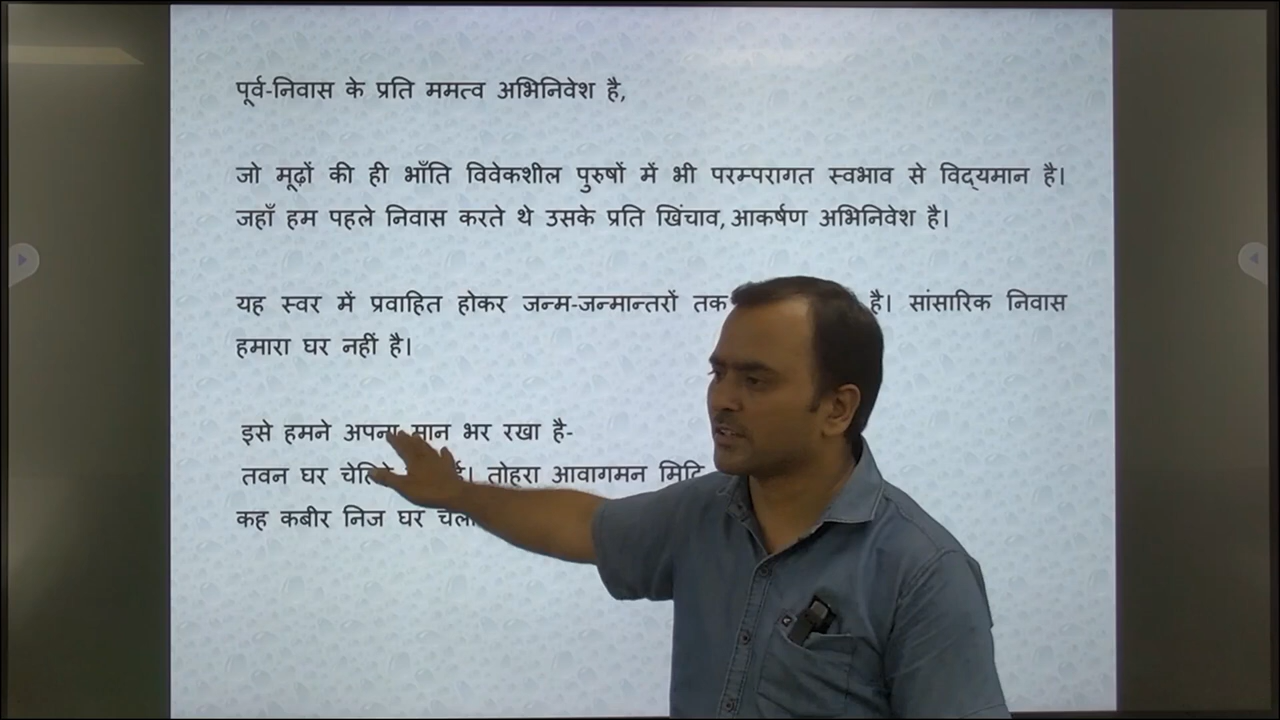 पूर्व-निवास के प्रति ममत्व अभिनिवेश है,
जो मूढ़ों की ही भाँति विवेकशील पुरुषों में भी परम्परागत स्वभाव से विद्यमान है।
जहाँ हम पहले निवास करते थे उसके प्रति खिंचाव, आकर्षण अभिनिवेश है।
यह स्वर में प्रवाहित होकर जन्म-जन्मान्तरों तक है। सांसारिक निवास
हमारा घर नहीं है।
इसे हमने अपना मान भर रखा है-
तवन घर तोहरा आवागमन
कह कबीर निज घर